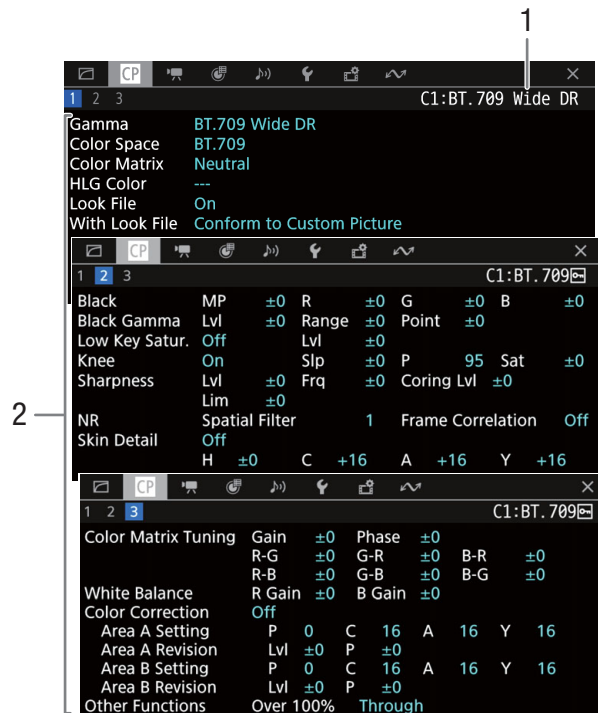 1
CP
1 2 3 C1:BT.709 Wide DR
Gamma BT.709 Wide DR
Color Space BT.709
Color Matrix Neutral
HLG Color ---
Look File On
With Look File Conform to Custom Picture
CP
1 2 3 C1:BT.709
Black MP ±0 R ±0 G ±0 B ±0
Black Gamma Lvl ±0 Range ±0 Point ±0
Low Key Satur. Off Lvl ±0
Knee On Slp ±0 P 95 Sat ±0
Sharpness Lvl ±0 Frq ±0 Coring Lvl ±0
Lim ±0
2
NR Spatial Filter 1 Frame Correlation Off
Skin Detail Off
H ±0 C +16 A +16 Y +16
CP
1 2 3 C1:BT.709
Color Matrix Tuning Gain ±0 Phase ±0
R-G ±0 G-R ±0 B-R ±0
R-B ±0 G-B ±0 B-G ±0
White Balance R Gain ±0 B Gain ±0
Color Correction Off
Area A Setting P 0 C 16 A 16 Y 16
Area A Revision Lvl ±0 P ±0
Area B Setting P 0 C 16 A 16 Y 16
Area B Revision Lvl ±0 P ±0
Other Functions Over 100% Through